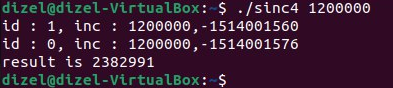 dizel@dizel-VirtualBox:~$ ./sinc4 1200000
id : 1, inc : 1200000,-1514001560
id : 0, inc : 1200000,-1514001576
result is 2382991
dizel@dizel-VirtualBox:~$